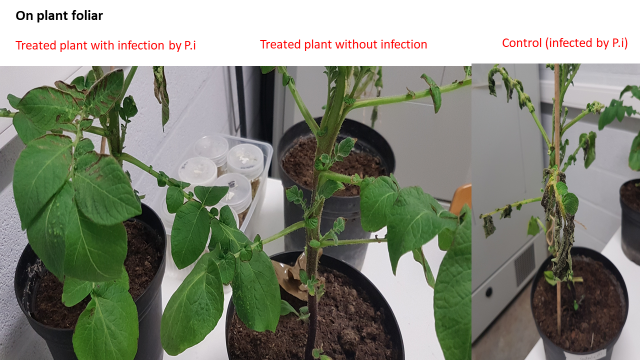 On plant foliar
Treated plant with infection by P.i
Treated plant without infection
Control (infected by P.i)